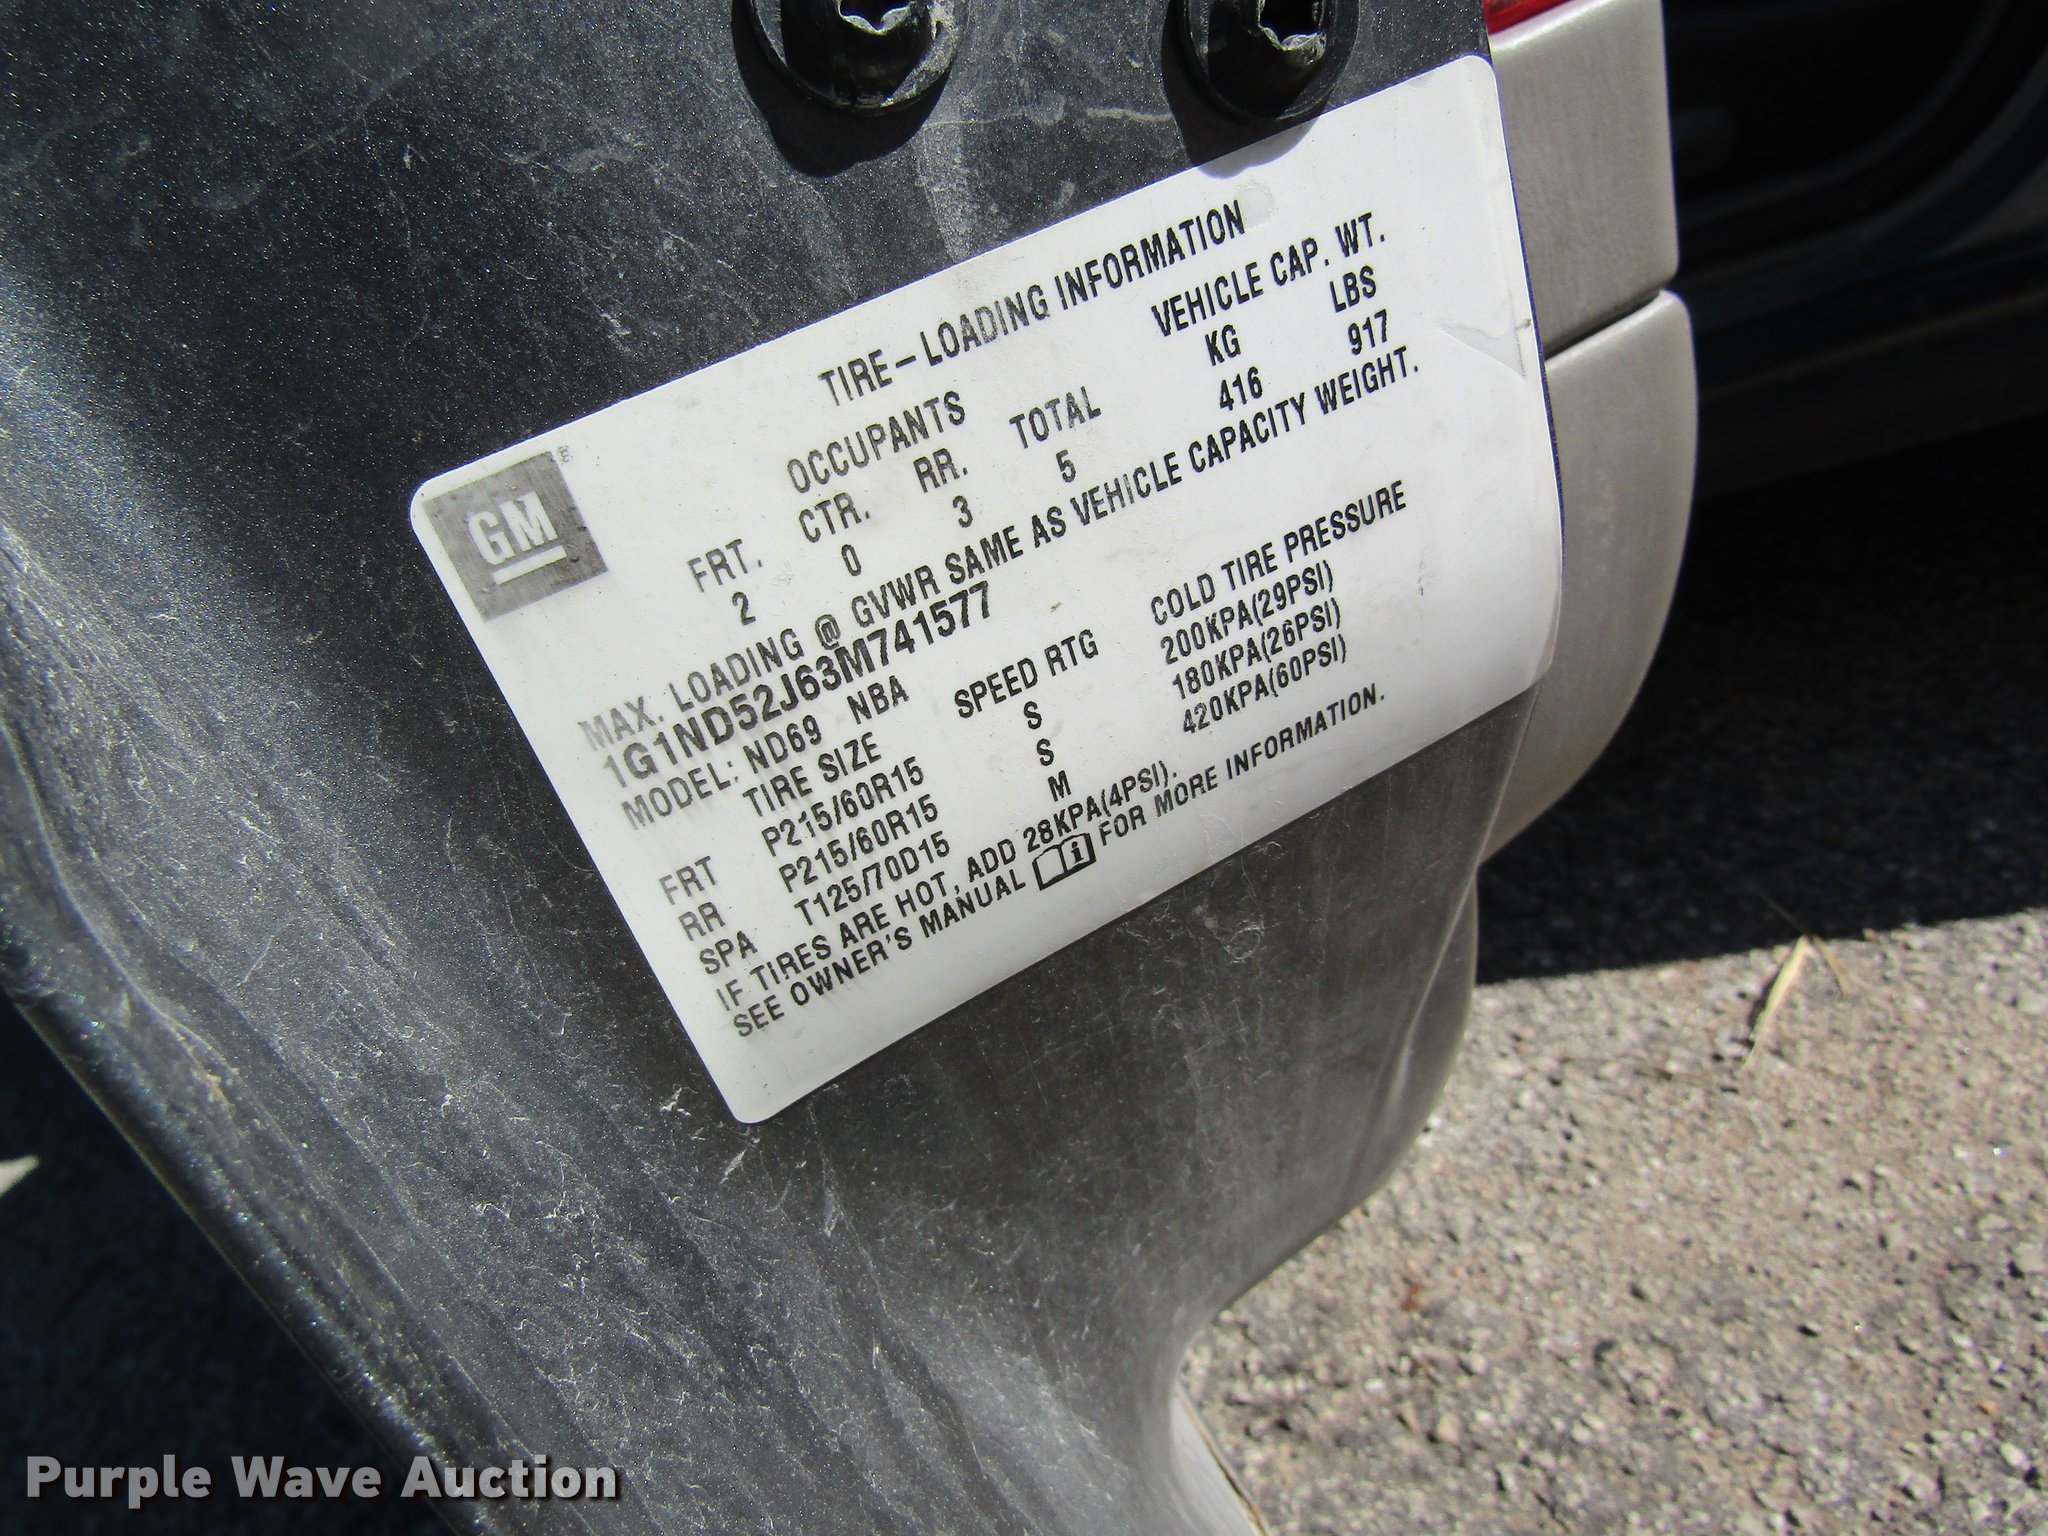 GM
TIRE-LOADING INFORMATION
OCCUPANTS VEHICLE CAP. WT.
FRT. CTR. RR. TOTAL KG LBS
2 0 3 5 416 917
MAX. LOADING @ GVWR SAME AS VEHICLE CAPACITY WEIGHT.
1G1ND52J63M741577
MODEL: ND69 NBA
TIRE SIZE SPEED RTG COLD TIRE PRESSURE
FRT P215/60R15 S 200KPA(29PSI)
RR P215/60R15 S 180KPA(26PSI)
SPA T125/70D15 M 420KPA(60PSI)
IF TIRES ARE HOT, ADD 28KPA(4PSI).
SEE OWNER'S MANUAL i FOR MORE INFORMATION.
Purple Wave Auction